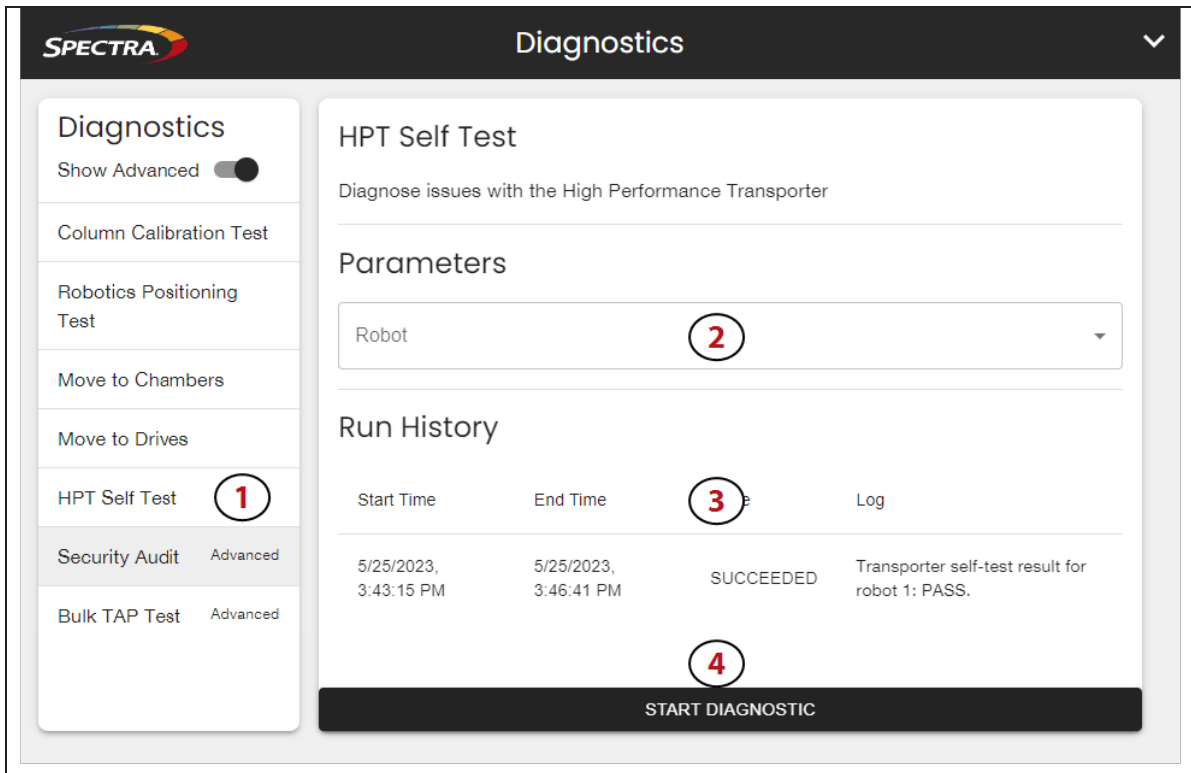 SPECTRA
Diagnostics
Diagnostics
Show Advanced
Column Calibration Test
Robotics Positioning
Test
Move to Chambers
Move to Drives
HPT Self Test 1
Security Audit Advanced
Bulk TAP Test Advanced
HPT Self Test
Diagnose issues with the High Performance Transporter
Parameters
Robot 2
Run History
Start Time End Time 3 Log
5/25/2023, 5/25/2023, SUCCEEDED Transporter self-test result for
3:43:15 PM 3:46:41 PM robot 1: PASS.
4
START DIAGNOSTIC